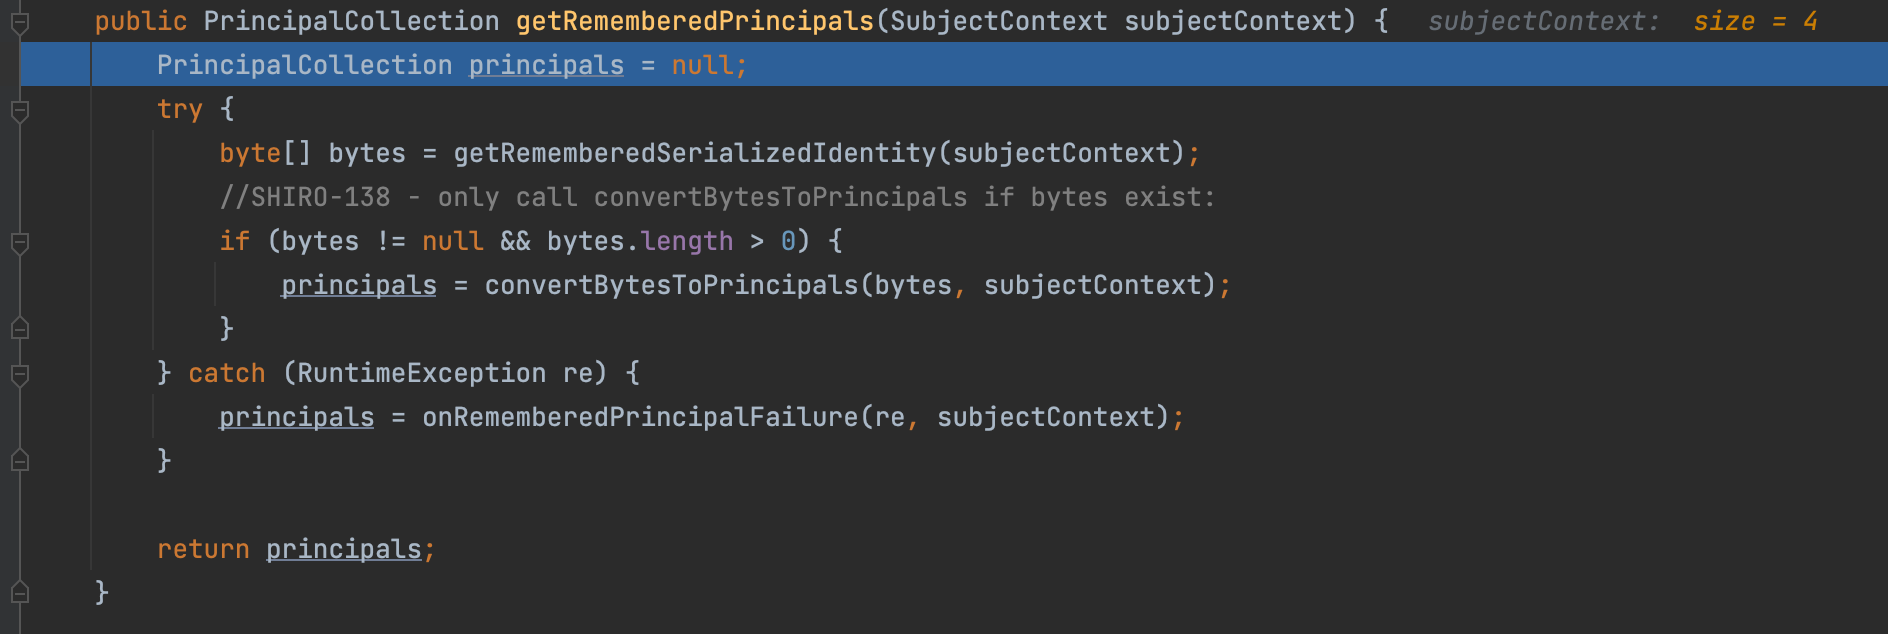 public PrincipalCollection getRememberedPrincipals(SubjectContext subjectContext) {   subjectContext:  size = 4
    PrincipalCollection principals = null;
    try {
        byte[] bytes = getRememberedSerializedIdentity(subjectContext);
        //SHIRO-138 - only call convertBytesToPrincipals if bytes exist:
        if (bytes != null && bytes.length > 0) {
            principals = convertBytesToPrincipals(bytes, subjectContext);
        }
    } catch (RuntimeException re) {
        principals = onRememberedPrincipalFailure(re, subjectContext);
    }
    return principals;
}